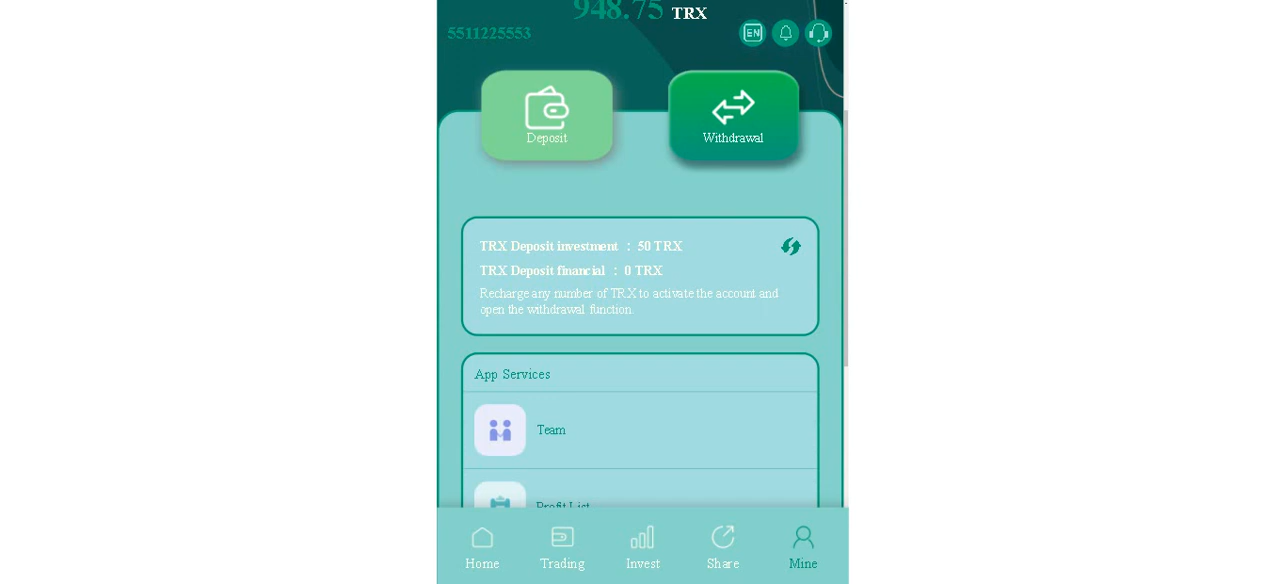 948.75 TRX
5511225553
EN
Deposit
Withdrawal
TRX Deposit investment : 50 TRX
TRX Deposit financial : 0 TRX
Recharge any number of TRX to activate the account and
open the withdrawal function.
App Services
Team
Profit List
Home
Trading
Invest
Share
Mine